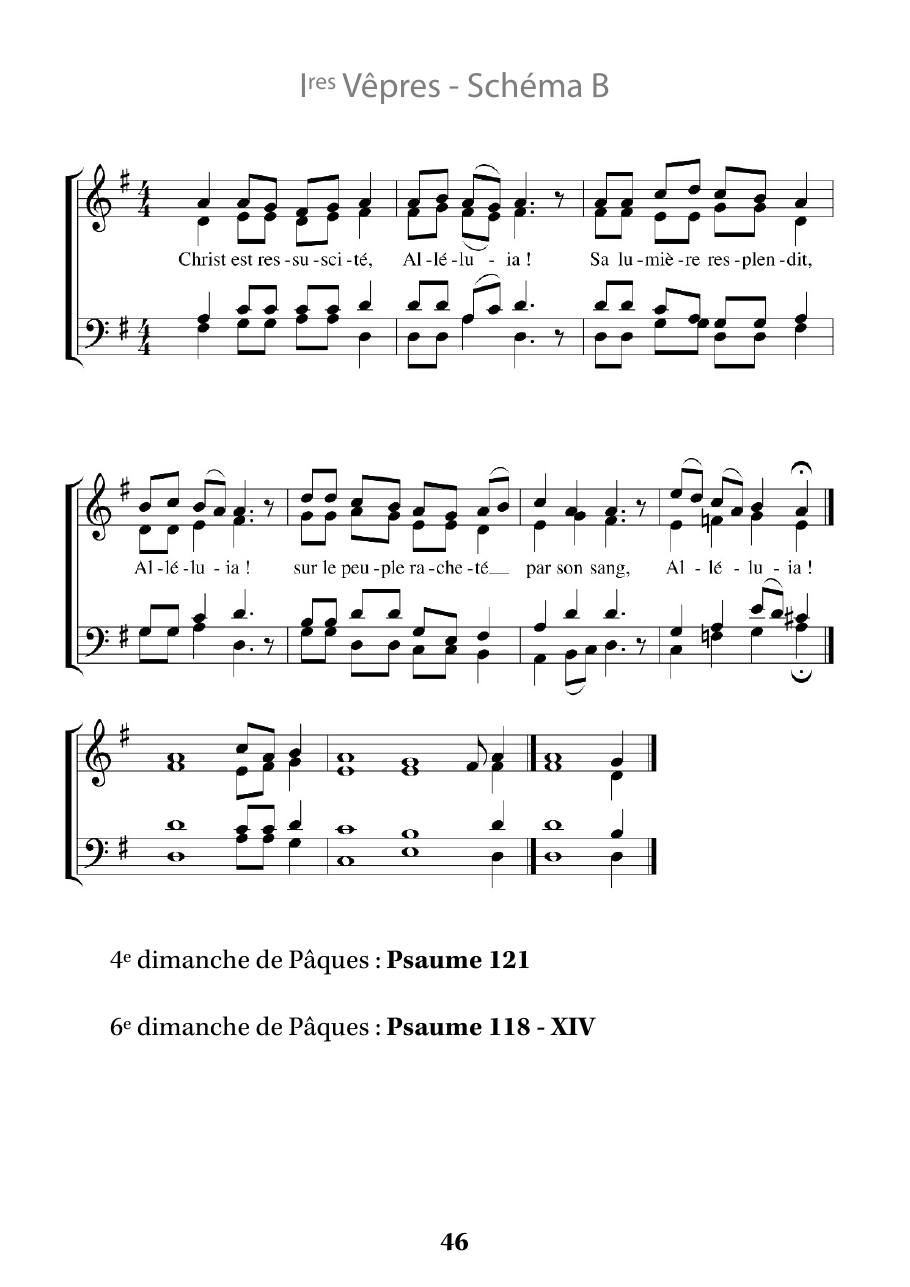 Ires Vêpres - Schéma B
Christ est res-su-sci-té, Al-lé-lu - ia ! Sa lu-miè-re res-plen-dit,
Al-lé-lu-ia ! sur le peu-ple ra-che-té__ par son sang, Al - lé - lu - ia !
4e dimanche de Pâques : Psaume 121
6e dimanche de Pâques : Psaume 118 - XIV
46